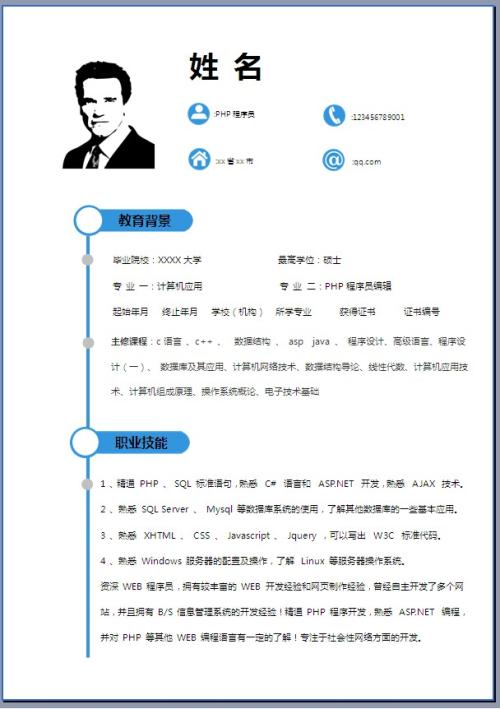 姓 名
:PHP 程序员
:123456789001
:xx 省 xx 市
:qq.com
教育背景
毕业院校：XXXX 大学 最高学位：硕士
专 业 一：计算机应用 专 业 二：PHP 程序员编辑
起始年月 终止年月 学校（机构） 所学专业 获得证书 证书编号
主修课程：c 语言 、c++ 、 数据结构 、 asp java 、 程序设计、高级语言、程序设
计（一）、 数据库及其应用、计算机网络技术、数据结构导论、线性代数、计算机应用技
术、计算机组成原理、操作系统概论、电子技术基础
职业技能
1 、精通 PHP 、 SQL 标准语句，熟悉 C# 语言和 ASP.NET 开发，熟悉 AJAX 技术。
2 、熟悉 SQL Server 、 Mysql 等数据库系统的使用，了解其他数据库的一些基本应用。
3 、熟悉 XHTML 、 CSS 、 Javascript 、 Jquery ，可以写出 W3C 标准代码。
4 、熟悉 Windows 服务器的配置及操作，了解 Linux 等服务器操作系统。
资深 WEB 程序员，拥有较丰富的 WEB 开发经验和网页制作经验，曾经自主开发了多个网
站，并且拥有 B/S 信息管理系统的开发经验！精通 PHP 程序开发，熟悉 ASP.NET 编程，
并对 PHP 等其他 WEB 编程语言有一定的了解！专注于社会性网络方面的开发。